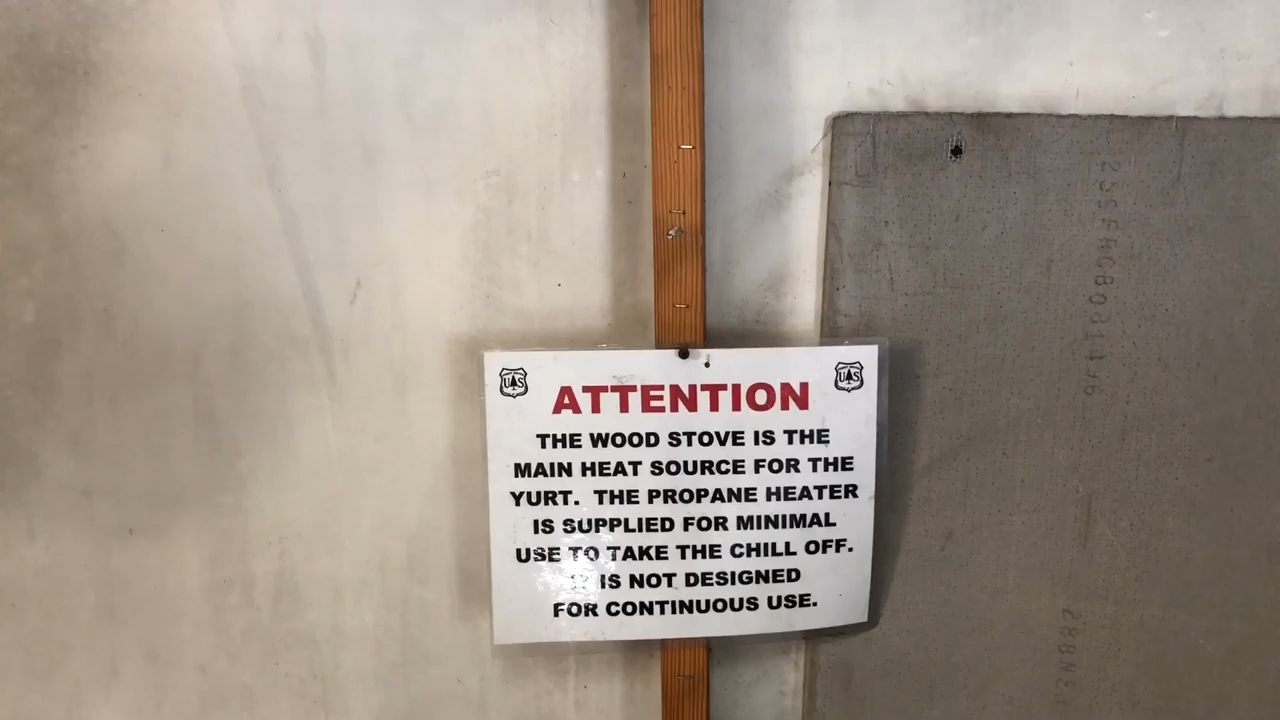 U S
U S
ATTENTION
THE WOOD STOVE IS THE
MAIN HEAT SOURCE FOR THE
YURT. THE PROPANE HEATER
IS SUPPLIED FOR MINIMAL
USE TO TAKE THE CHILL OFF.
IT IS NOT DESIGNED
FOR CONTINUOUS USE.